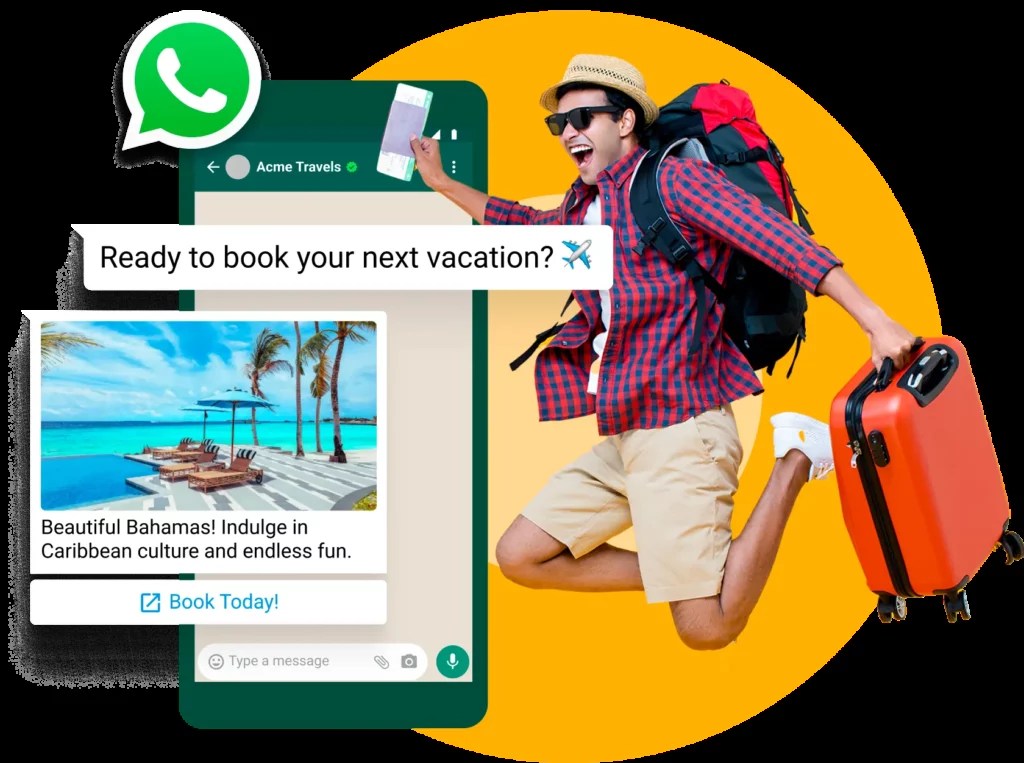 Acme Travels
Ready to book your next vacation? ✈️
Beautiful Bahamas! Indulge in
Caribbean culture and endless fun.
Book Today!
Type a message